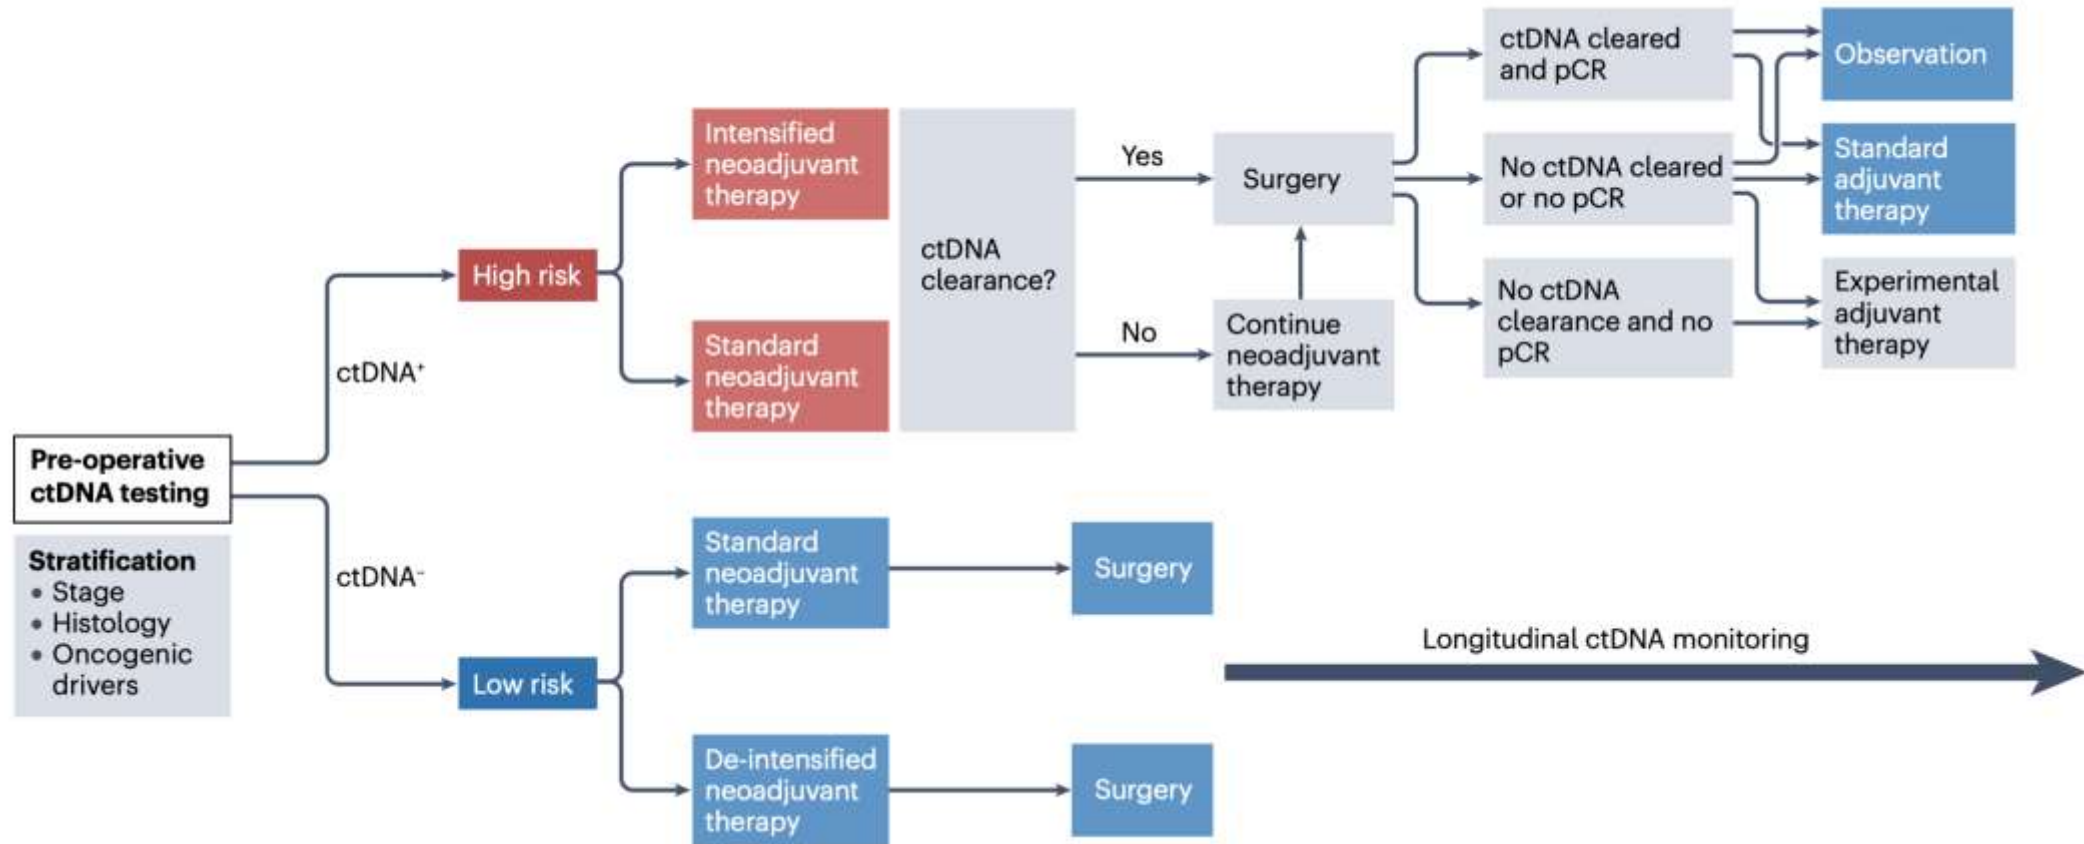 Pre-operative
ctDNA testing
Stratification
• Stage
• Histology
• Oncogenic
drivers
ctDNA⁺
ctDNA⁻
High risk
Low risk
Intensified
neoadjuvant
therapy
Standard
neoadjuvant
therapy
ctDNA
clearance?
Yes
No
Surgery
Continue
neoadjuvant
therapy
ctDNA cleared
and pCR
No ctDNA cleared
or no pCR
No ctDNA
clearance and no
pCR
Observation
Standard
adjuvant
therapy
Experimental
adjuvant
therapy
Standard
neoadjuvant
therapy
Surgery
De-intensified
neoadjuvant
therapy
Surgery
Longitudinal ctDNA monitoring